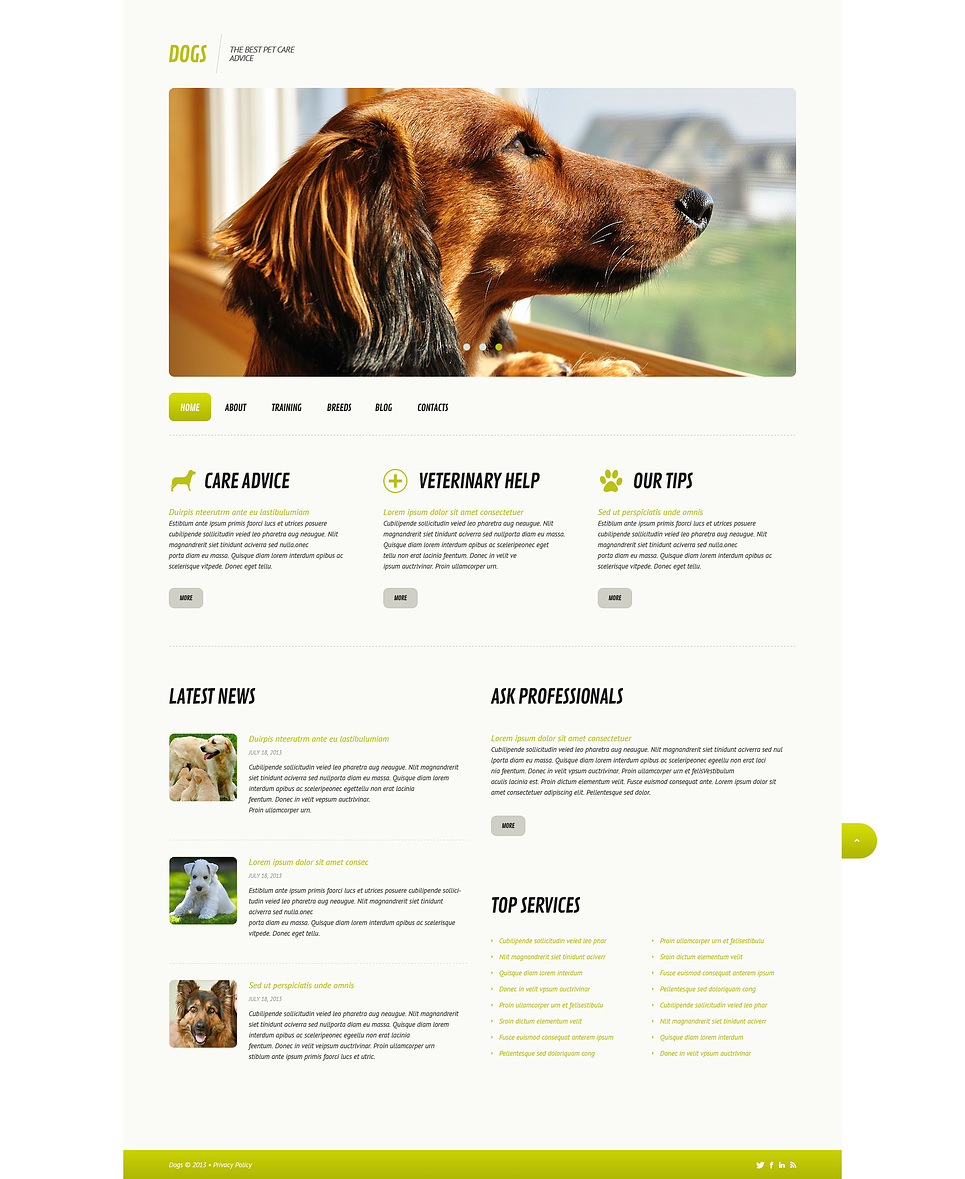 DOGS
THE BEST PET CARE
ADVICE
HOME ABOUT TRAINING BREEDS BLOG CONTACTS
CARE ADVICE
Duirpis nteerutrm ante eu lastibulumiam
Estiblum ante ipsum primis faorci lucs et utrices posuere
cubilipende sollicitudin veied leo pharetra aug neaugue. Nlit
magnandrerit siet tinidunt aciverra sed nulla.onec
porta diam eu massa. Quisque diam lorem interdum apibus ac
scelerisque vitpede. Donec eget tellu.
MORE
VETERINARY HELP
Lorem ipsum dolor sit amet consectetuer
Cubilipende sollicitudin veied leo pharetra aug neaugue. Nlit
magnandrerit siet tinidunt aciverra sed nullporta diam eu massa.
Quisque diam lorem interdum apibus ac sceleripeonec eget
tellu non erat lacinia feentum. Donec in velit ve
ipsum auctrivinar. Proin ullamcorper urn.
MORE
OUR TIPS
Sed ut perspiciatis unde omnis
Estiblum ante ipsum primis faorci lucs et utrices posuere
cubilipende sollicitudin veied leo pharetra aug neaugue. Nlit
magnandrerit siet tinidunt aciverra sed nulla.onec
porta diam eu massa. Quisque diam lorem interdum apibus ac
scelerisque vitpede. Donec eget tellu.
MORE
LATEST NEWS
Duirpis nteerutrm ante eu lastibulumiam
JULY 18, 2013
Cubilipende sollicitudin veied leo pharetra aug neaugue. Nlit magnandrerit
siet tinidunt aciverra sed nullporta diam eu massa. Quisque diam lorem
interdum apibus ac sceleripeonec egettellu non erat lacinia
feentum. Donec in velit vepsum auctrivinar.
Proin ullamcorper urn.
Lorem ipsum dolor sit amet consec
JULY 18, 2013
Estiblum ante ipsum primis faorci lucs et utrices posuere cubilipende sollici-
tudin veied leo pharetra aug neaugue. Nlit magnandrerit siet tinidunt
aciverra sed nulla.onec
porta diam eu massa. Quisque diam lorem interdum apibus ac scelerisque
vitpede. Donec eget tellu.
Sed ut perspiciatis unde omnis
JULY 18, 2013
Cubilipende sollicitudin veied leo pharetra aug neaugue. Nlit magnandrerit
siet tinidunt aciverra sed nullporta diam eu massa. Quisque diam lorem
interdum apibus ac sceleripeonec egeellu non erat lacinia
feentum. Donec in velit veipsum auctrivinar. Proin ullamcorper urn
stiblum ante ipsum primis faorci lucs et utric.
ASK PROFESSIONALS
Lorem ipsum dolor sit amet consectetuer
Cubilipende sollicitudin veied leo pharetra aug neaugue. Nlit magnandrerit siet tinidunt aciverra sed nul
lporta diam eu massa. Quisque diam lorem interdum apibus ac sceleripeonec egeellu non erat laci
nia feentum. Donec in velit vpsum auctrivinar. Proin ullamcorper urn et felisVestibulum
aculis lacinia est. Proin dictum elementum velit. Fusce euismod consequat ante. Lorem ipsum dolor sit
amet consectetuer adipiscing elit. Pellentesque sed dolor.
MORE
TOP SERVICES
Cubilipende sollicitudin veied leo phar
Nlit magnandrerit siet tinidunt aciverr
Quisque diam lorem interdum
Donec in velit vpsum auctrivinar
Proin ullamcorper urn et felisestibulu
Sroin dictum elementum velit
Fusce euismod consequat anterem ipsum
Pellentesque sed doloriquam cong
Proin ullamcorper urn et felisestibulu
Sroin dictum elementum velit
Fusce euismod consequat anterem ipsum
Pellentesque sed doloriquam cong
Cubilipende sollicitudin veied leo phar
Nlit magnandrerit siet tinidunt aciverr
Quisque diam lorem interdum
Donec in velit vpsum auctrivinar
Dogs © 2013 • Privacy Policy